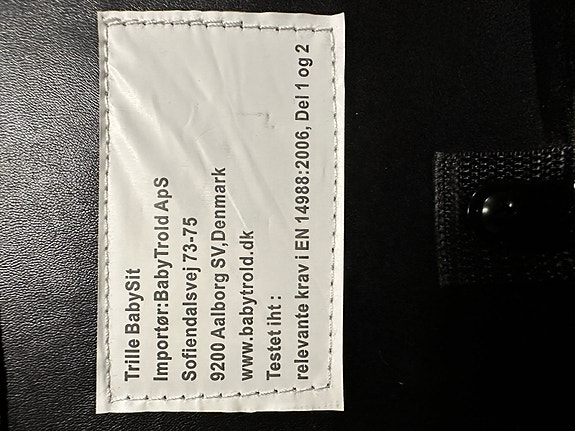 Trille BabySit
Importør:BabyTrold ApS
Sofiendalsvej 73-75
9200 Aalborg SV,Denmark
www.babytrold.dk
Testet iht :
relevante krav i EN 14988:2006, Del 1 og 2